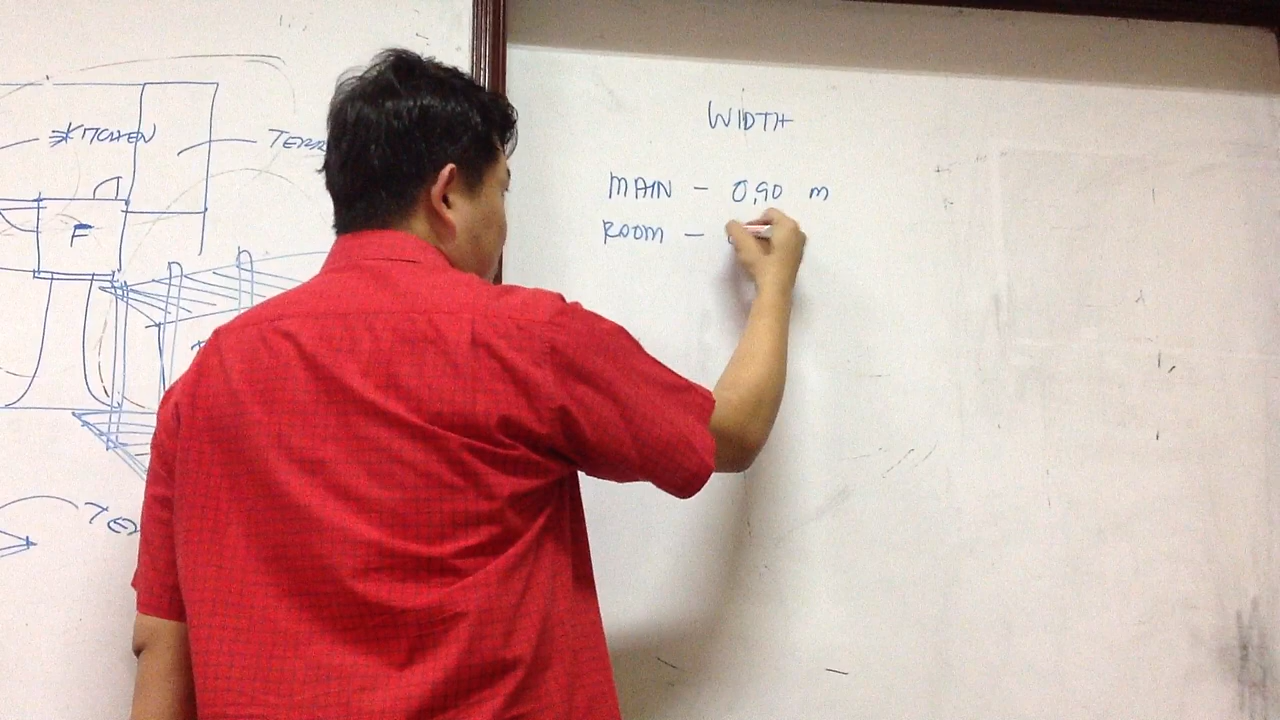 KITCHEN
TERR
F
TER
WIDTH
MAIN – 0,90 m
ROOM –